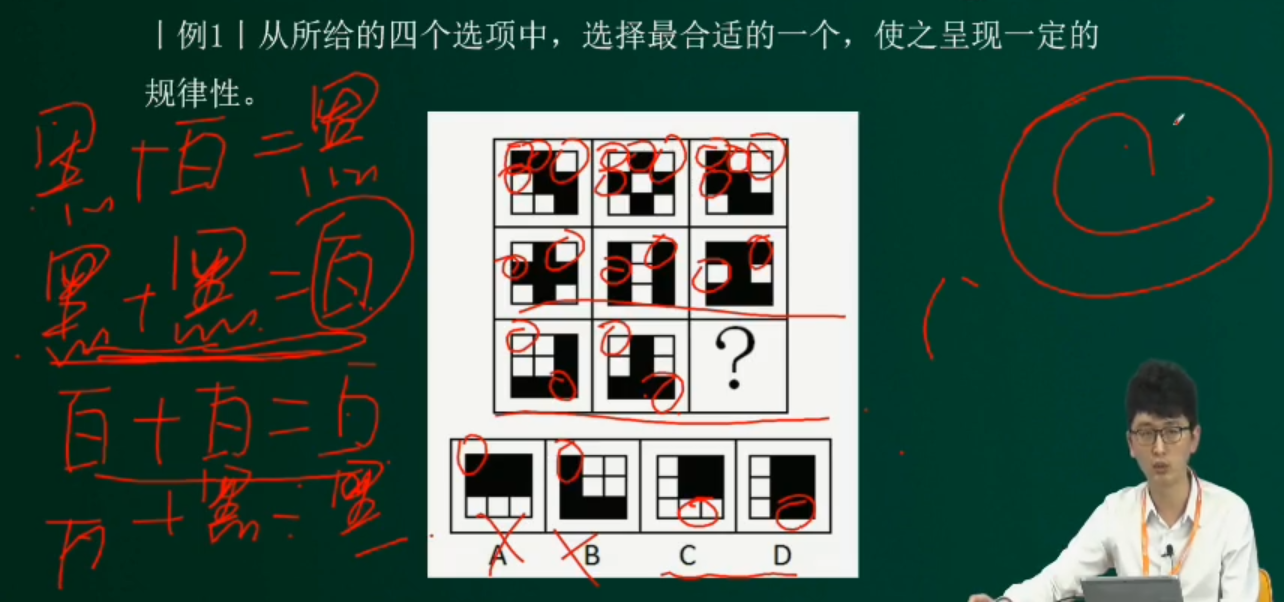 |例1|从所给的四个选项中，选择最合适的一个，使之呈现一定的
规律性。
黑+白=黑
黑+黑=白
白+白=白
白+黑=黑
?
A B C D
C